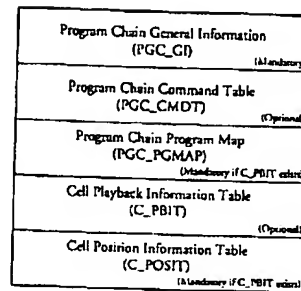 Program Chain General Information
(PGC_GI)
(Mandatory
Program Chain Command Table
(PGC_CMDT)
(Optional
Program Chain Program Map
(PGC_PGMAP)
(Mandatory if C_PBIT exists
Cell Playback Information Table
(C_PBIT)
(Optional)
Cell Position Information Table
(C_POSIT)
(Mandatory if C_PBIT exists)